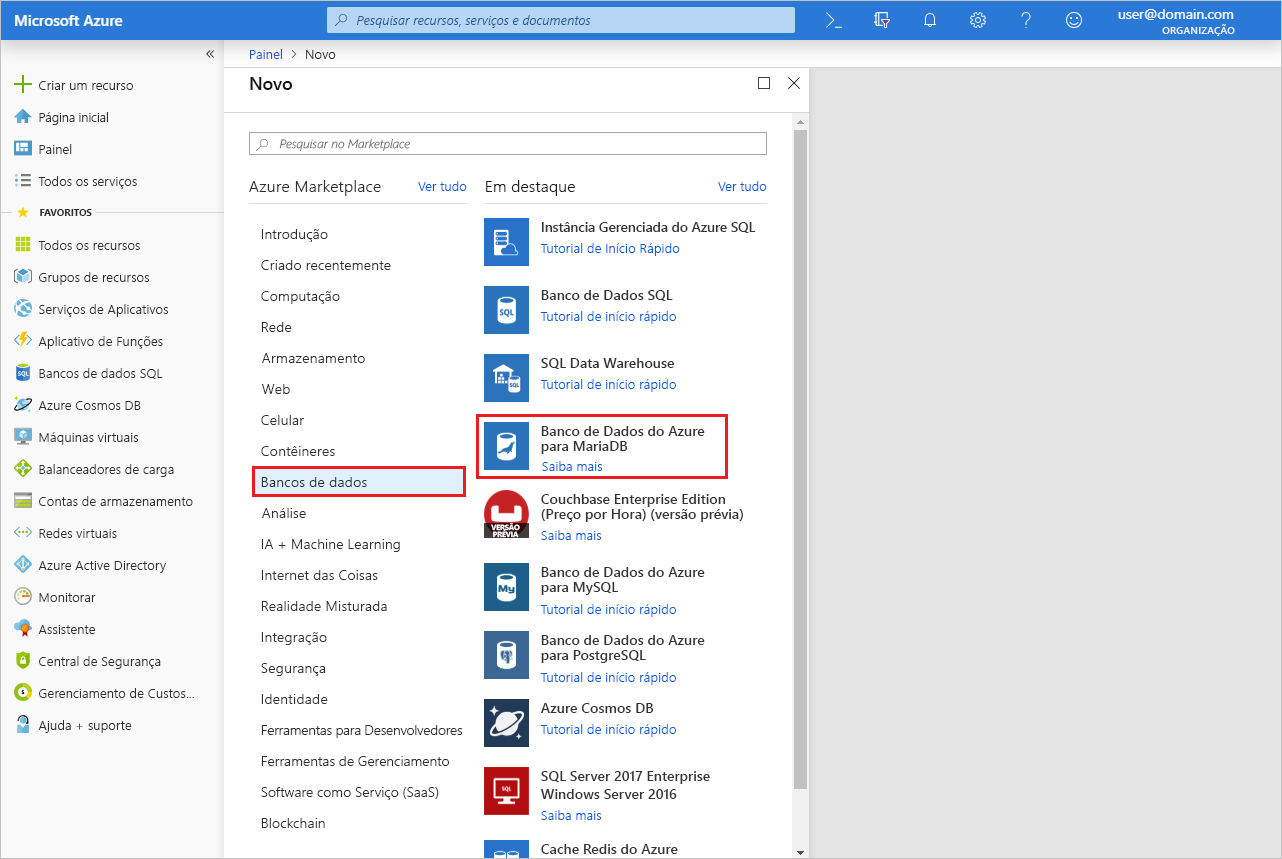 Microsoft Azure
Pesquisar recursos, serviços e documentos
user@domain.com
ORGANIZAÇÃO
Criar um recurso
Página inicial
Painel
Todos os serviços
FAVORITOS
Todos os recursos
Grupos de recursos
Serviços de Aplicativos
Aplicativo de Funções
SQL
Bancos de dados SQL
Azure Cosmos DB
Máquinas virtuais
Balanceadores de carga
Contas de armazenamento
Redes virtuais
Azure Active Directory
Monitorar
Assistente
Central de Segurança
Gerenciamento de Custos...
Ajuda + suporte
Painel > Novo
Novo
Pesquisar no Marketplace
Azure Marketplace
Ver tudo
Introdução
Criado recentemente
Computação
Rede
Armazenamento
Web
Celular
Contêineres
Bancos de dados
Análise
IA + Machine Learning
Internet das Coisas
Realidade Misturada
Integração
Segurança
Identidade
Ferramentas para Desenvolvedores
Ferramentas de Gerenciamento
Software como Serviço (SaaS)
Blockchain
Em destaque
Ver tudo
Instância Gerenciada do Azure SQL
Tutorial de Início Rápido
SQL
Banco de Dados SQL
Tutorial de início rápido
SQL
SQL Data Warehouse
Tutorial de início rápido
Banco de Dados do Azure
para MariaDB
Saiba mais
VERSÃO
PRÉVIA
Couchbase Enterprise Edition
(Preço por Hora) (versão prévia)
Saiba mais
My
Banco de Dados do Azure
para MySQL
Tutorial de início rápido
Banco de Dados do Azure
para PostgreSQL
Tutorial de início rápido
Azure Cosmos DB
Tutorial de início rápido
SQL
SQL Server 2017 Enterprise
Windows Server 2016
Saiba mais
Cache Redis do Azure